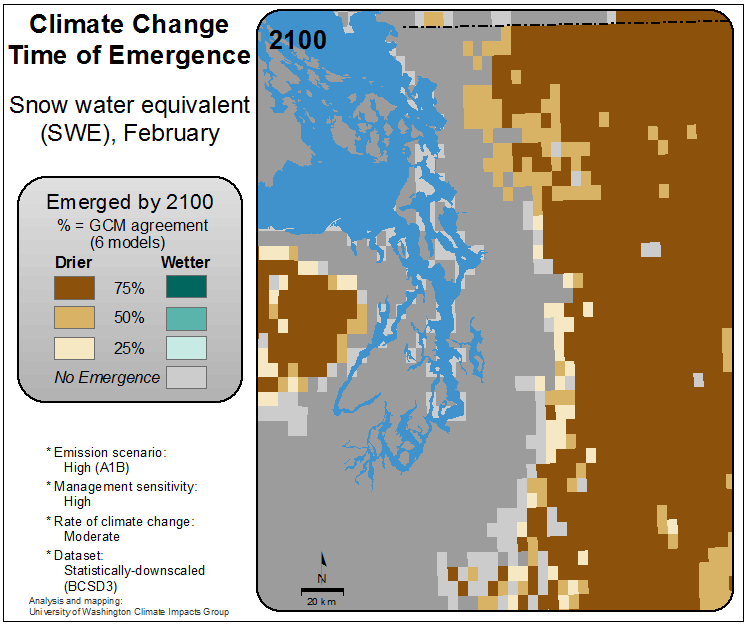 Climate Change
Time of Emergence
Snow water equivalent
(SWE), February
Emerged by 2100
% = GCM agreement
(6 models)
Drier Wetter
75%
50%
25%
No Emergence
* Emission scenario:
High (A1B)
* Management sensitivity:
High
* Rate of climate change:
Moderate
* Dataset:
Statistically-downscaled
(BCSD3)
Analysis and mapping:
University of Washington Climate Impacts Group
2100
N
20 km